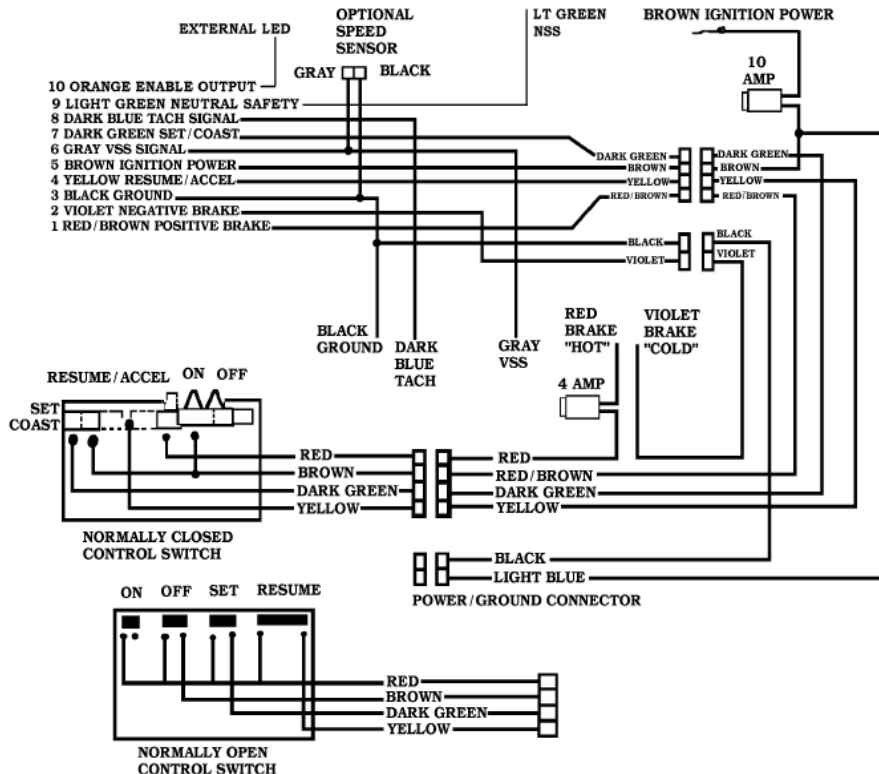 OPTIONAL
SPEED
SENSOR
EXTERNAL LED
LT GREEN
NSS
BROWN IGNITION POWER
GRAY
BLACK
10
AMP
10 ORANGE ENABLE OUTPUT
9 LIGHT GREEN NEUTRAL SAFETY
8 DARK BLUE TACH SIGNAL
7 DARK GREEN SET/COAST
6 GRAY VSS SIGNAL
5 BROWN IGNITION POWER
4 YELLOW RESUME/ACCEL
3 BLACK GROUND
2 VIOLET NEGATIVE BRAKE
1 RED/BROWN POSITIVE BRAKE
DARK GREEN
BROWN
YELLOW
RED/BROWN
DARK GREEN
BROWN
YELLOW
RED/BROWN
BLACK
VIOLET
BLACK
VIOLET
BLACK
GROUND
DARK
BLUE
TACH
GRAY
VSS
RED
BRAKE
"HOT"
VIOLET
BRAKE
"COLD"
4 AMP
RESUME/ACCEL
ON
OFF
SET
COAST
RED
BROWN
DARK GREEN
YELLOW
RED
RED/BROWN
DARK GREEN
YELLOW
NORMALLY CLOSED
CONTROL SWITCH
BLACK
LIGHT BLUE
POWER/GROUND CONNECTOR
ON
OFF
SET
RESUME
RED
BROWN
DARK GREEN
YELLOW
NORMALLY OPEN
CONTROL SWITCH